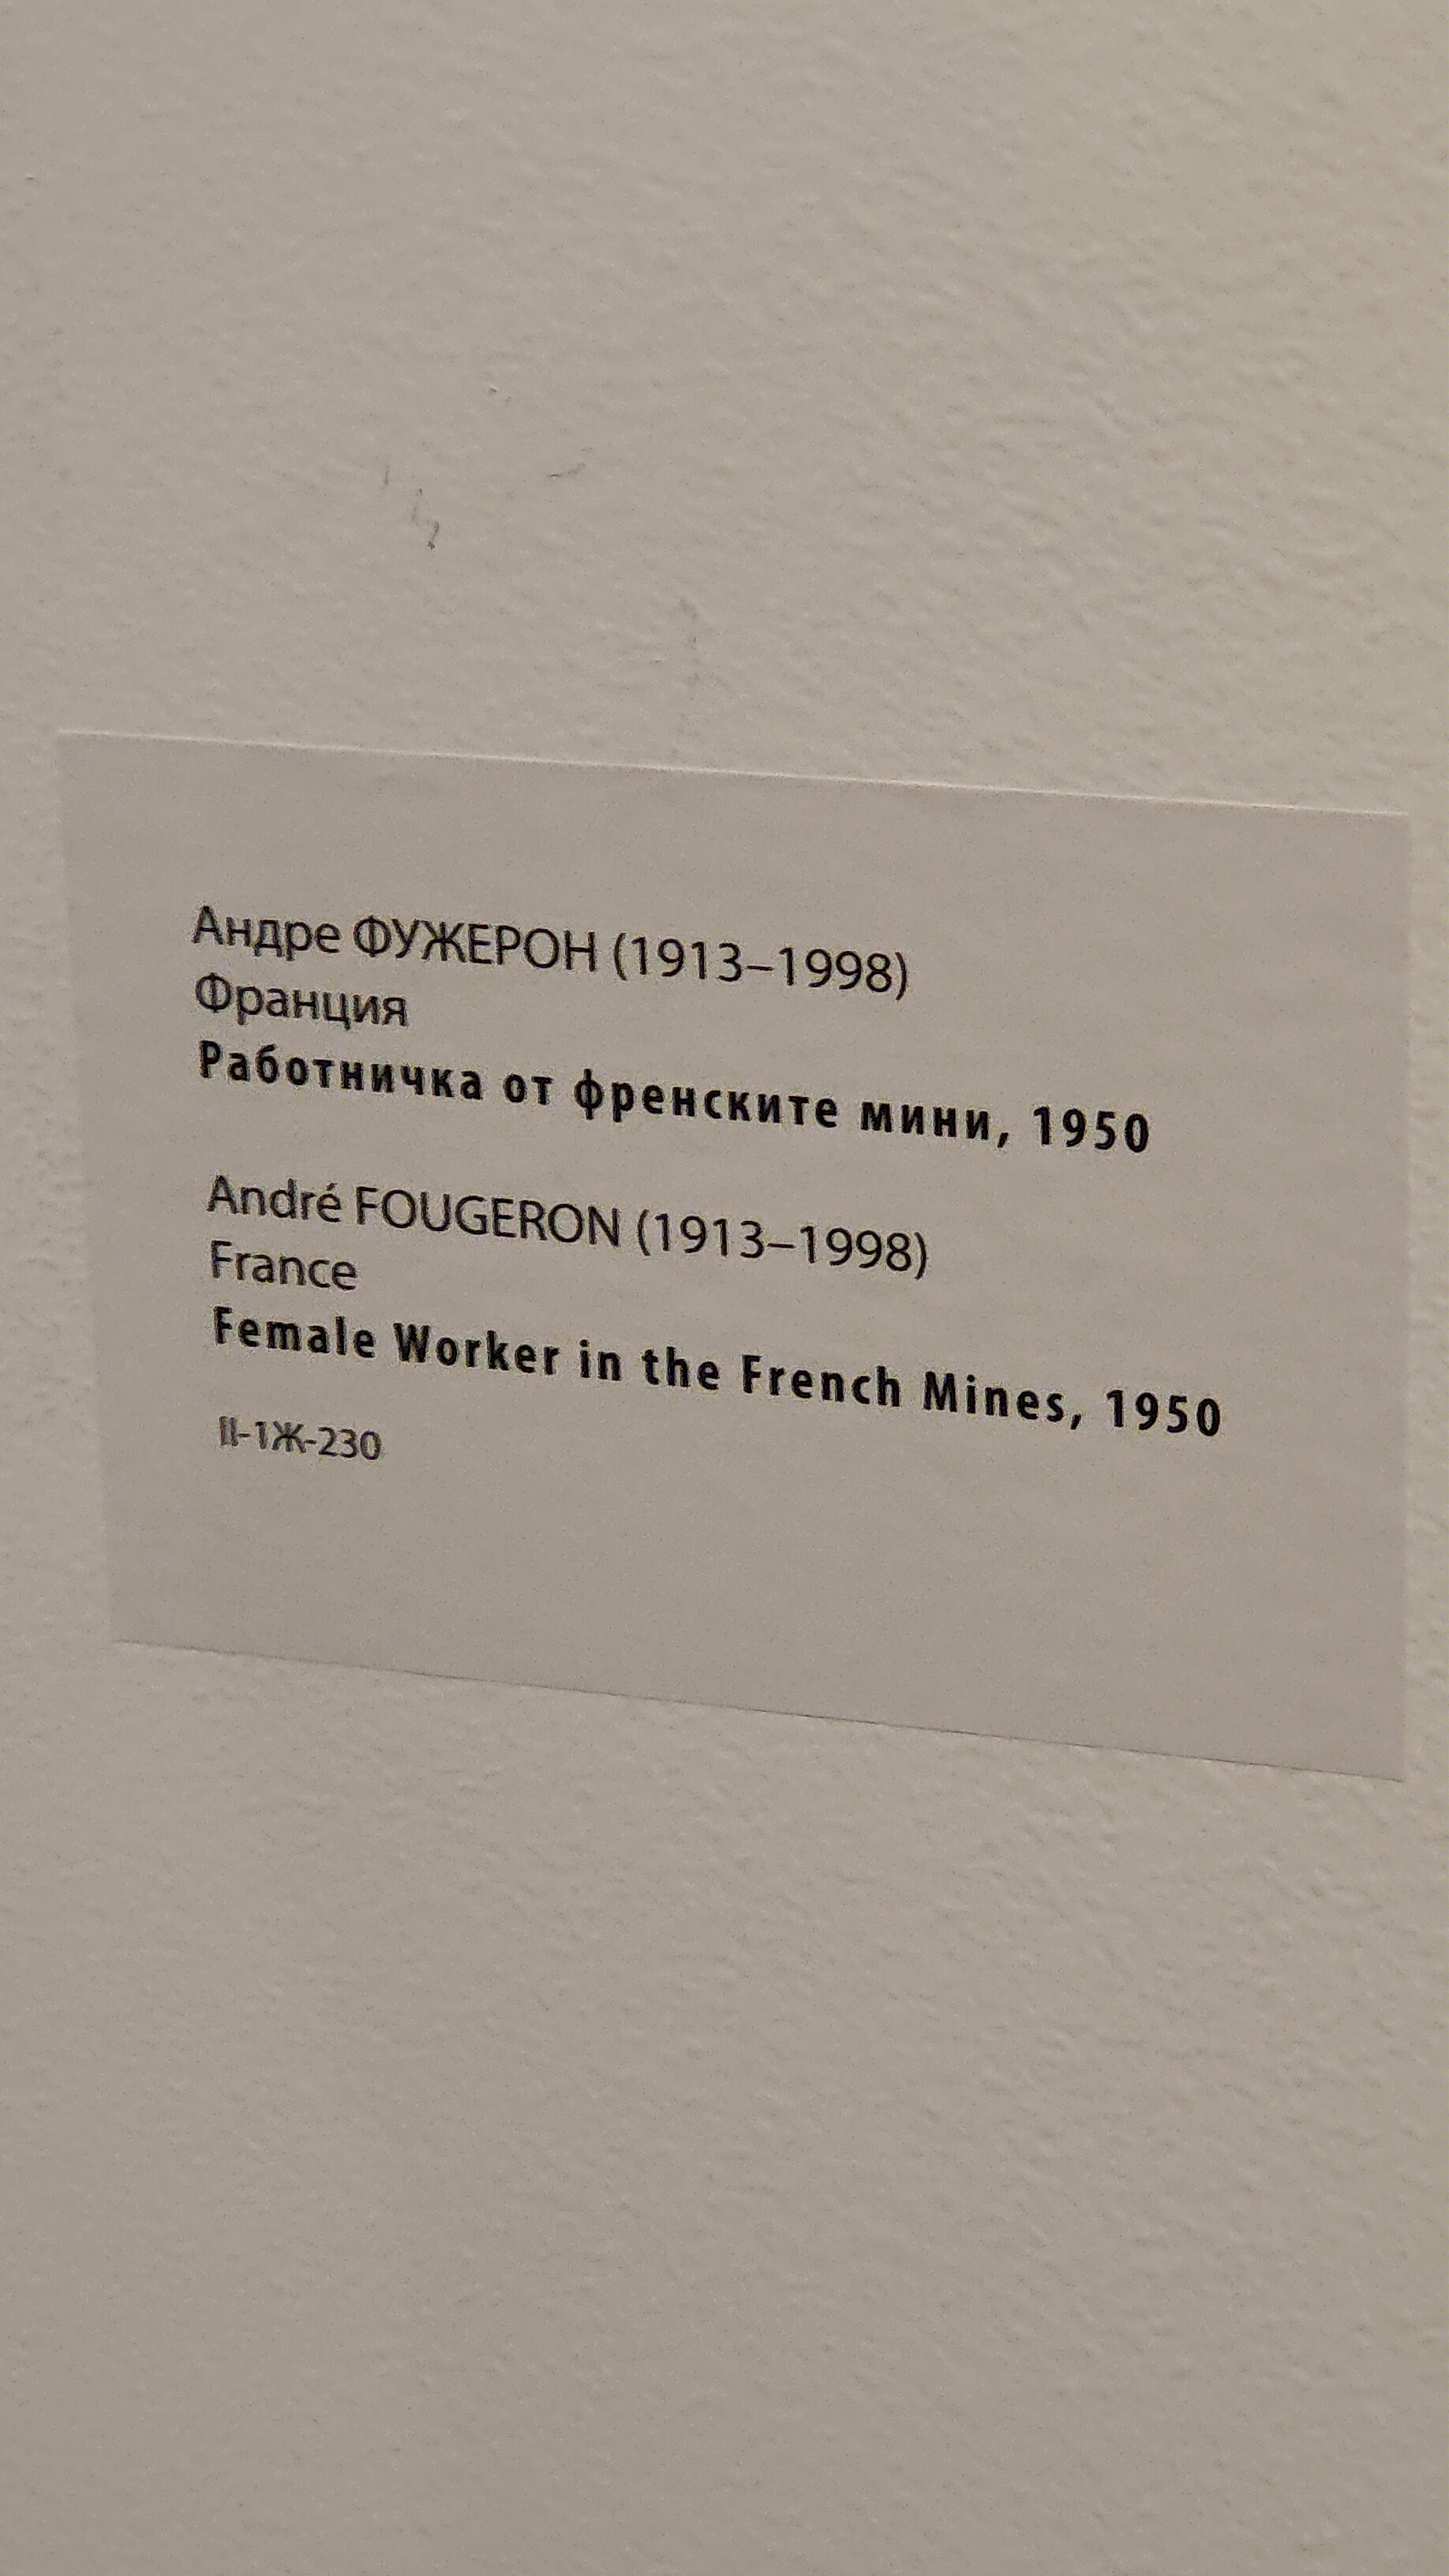 Андре ФУЖЕРОН (1913–1998)
Франция
Работничка от френските мини, 1950
André FOUGERON (1913–1998)
France
Female Worker in the French Mines, 1950
II-1Ж-230